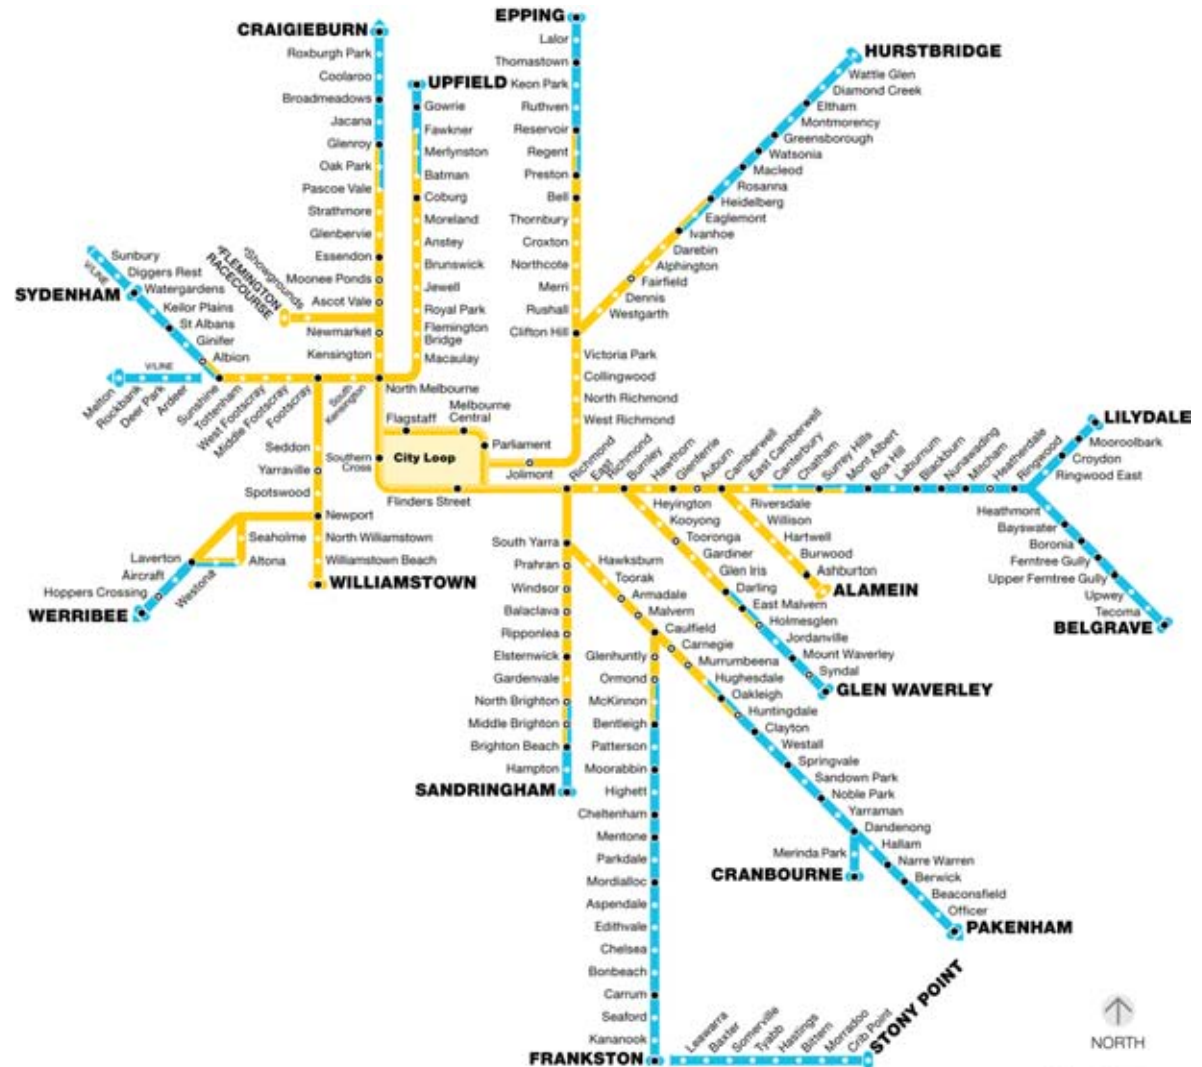 CRAIGIEBURN
Roxburgh Park
Coolaroo
Broadmeadows
Jacana
Glenroy
Oak Park
Pascoe Vale
Strathmore
Glenbervie
Essendon
Moonee Ponds
Ascot Vale
Newmarket
Kensington
*Showgrounds
*FLEMINGTON
RACECOURSE
UPFIELD
Gowrie
Fawkner
Merlynston
Batman
Coburg
Moreland
Anstey
Brunswick
Jewell
Royal Park
Flemington
Bridge
Macaulay
North Melbourne
EPPING
Lalor
Thomastown
Keon Park
Ruthven
Reservoir
Regent
Preston
Bell
Thornbury
Croxton
Northcote
Merri
Rushall
Clifton Hill
Victoria Park
Collingwood
North Richmond
West Richmond
Jolimont
HURSTBRIDGE
Wattle Glen
Diamond Creek
Eltham
Montmorency
Greensborough
Watsonia
Macleod
Rosanna
Heidelberg
Eaglemont
Ivanhoe
Darebin
Alphington
Fairfield
Dennis
Westgarth
Sunbury
V/LINE
Diggers Rest
SYDENHAM
Watergardens
Keilor Plains
St Albans
Ginifer
Albion
V/LINE
Melton
Rockbank
Deer Park
Ardeer
Sunshine
Tottenham
West Footscray
Middle Footscray
Footscray
South
Kensington
Flagstaff
Melbourne
Central
Parliament
Southern
Cross
City Loop
Flinders Street
Seddon
Yarraville
Spotswood
Newport
North Williamstown
Williamstown Beach
WILLIAMSTOWN
Seaholme
Altona
Westona
Laverton
Aircraft
Hoppers Crossing
WERRIBEE
Richmond
East
Richmond
Burnley
Hawthorn
Glenferrie
Auburn
Camberwell
East Camberwell
Canterbury
Chatham
Surrey Hills
Mont Albert
Box Hill
Laburnum
Blackburn
Nunawading
Mitcham
Heatherdale
Ringwood
LILYDALE
Mooroolbark
Croydon
Ringwood East
Heathmont
Bayswater
Boronia
Ferntree Gully
Upper Ferntree Gully
Upwey
Tecoma
BELGRAVE
Riversdale
Willison
Hartwell
Burwood
Ashburton
ALAMEIN
Heyington
Kooyong
Tooronga
Gardiner
Glen Iris
Darling
East Malvern
Holmesglen
Jordanville
Mount Waverley
Syndal
GLEN WAVERLEY
South Yarra
Prahran
Windsor
Balaclava
Ripponlea
Elsternwick
Gardenvale
North Brighton
Middle Brighton
Brighton Beach
Hampton
SANDRINGHAM
Hawksburn
Toorak
Armadale
Malvern
Caulfield
Carnegie
Murrumbeena
Hughesdale
Oakleigh
Huntingdale
Clayton
Westall
Springvale
Sandown Park
Noble Park
Yarraman
Dandenong
Hallam
Narre Warren
Berwick
Beaconsfield
Officer
PAKENHAM
Merinda Park
CRANBOURNE
Glenhuntly
Ormond
McKinnon
Bentleigh
Patterson
Moorabbin
Highett
Cheltenham
Mentone
Parkdale
Mordialloc
Aspendale
Edithvale
Chelsea
Bonbeach
Carrum
Seaford
Kananook
FRANKSTON
Leawarra
Baxter
Somerville
Tyabb
Hastings
Bittern
Morradoo
Crib Point
STONY POINT
NORTH